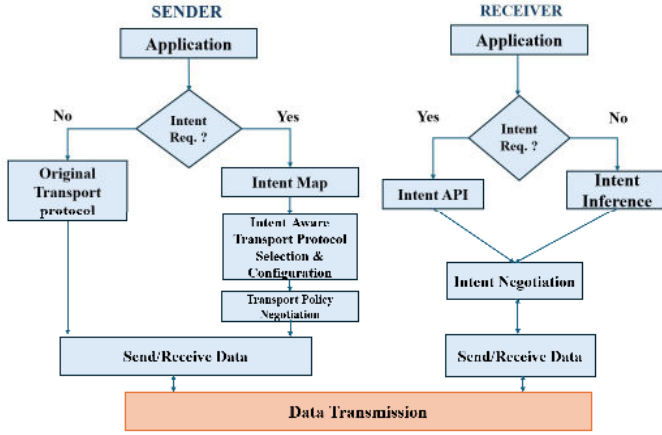 SENDER
Application
No
Intent
Req. ?
Yes
Original
Transport
protocol
Intent Map
Intent Aware
Transport Protocol
Selection &
Configuration
Transport Policy
Negotiation
Send/Receive Data
RECEIVER
Application
Yes
Intent
Req. ?
No
Intent API
Intent
Inference
Intent Negotiation
Send/Receive Data
Data Transmission